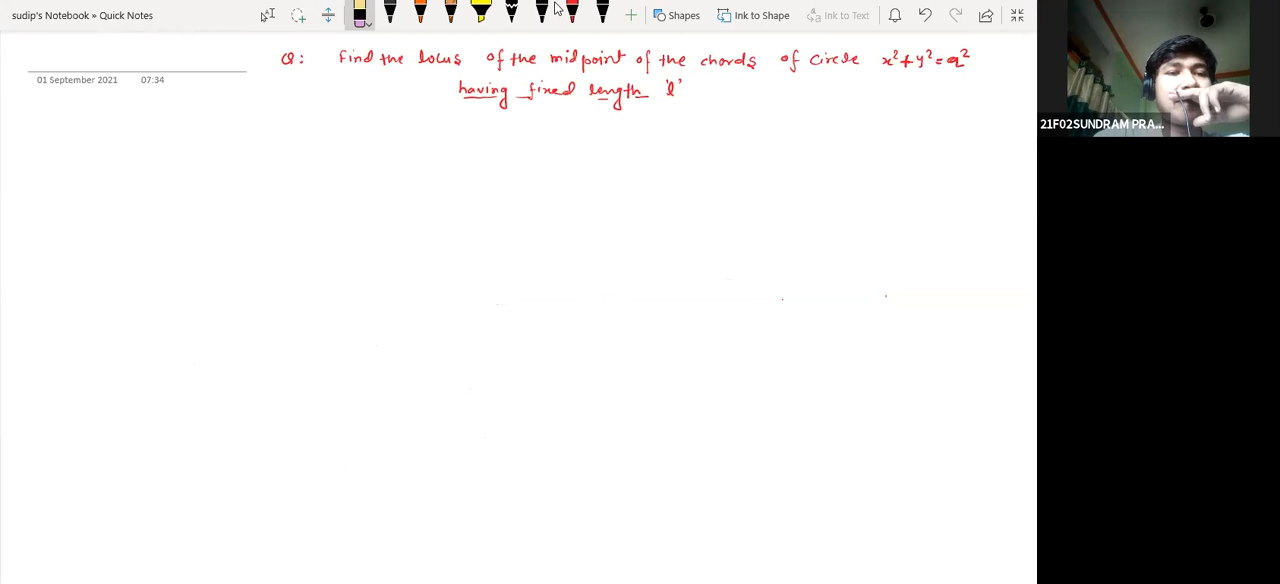 sudip's Notebook » Quick Notes
Shapes
Ink to Shape
Ink to Text
Q: Find the locus of the midpoint of the chords of circle x²+y²=a²
having fixed length 'l'
01 September 2021 07:34
21F02SUNDRAM PRA...